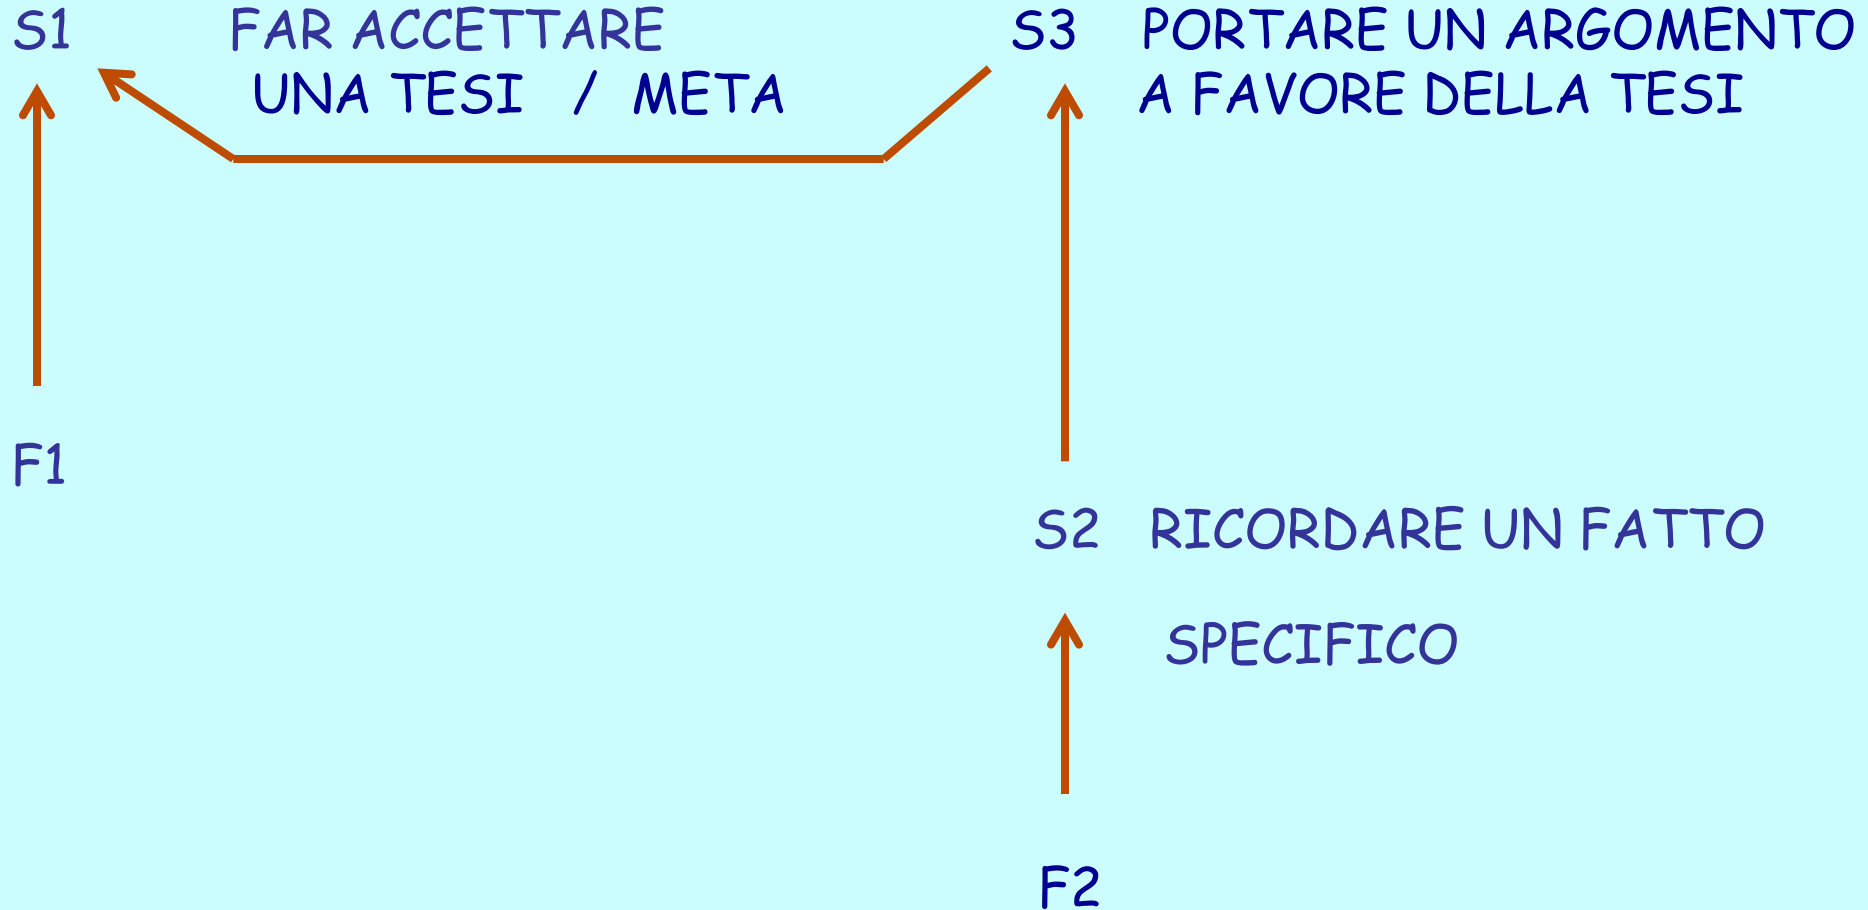 S1 FAR ACCETTARE
UNA TESI / META
S3 PORTARE UN ARGOMENTO
A FAVORE DELLA TESI
F1
S2 RICORDARE UN FATTO
SPECIFICO
F2